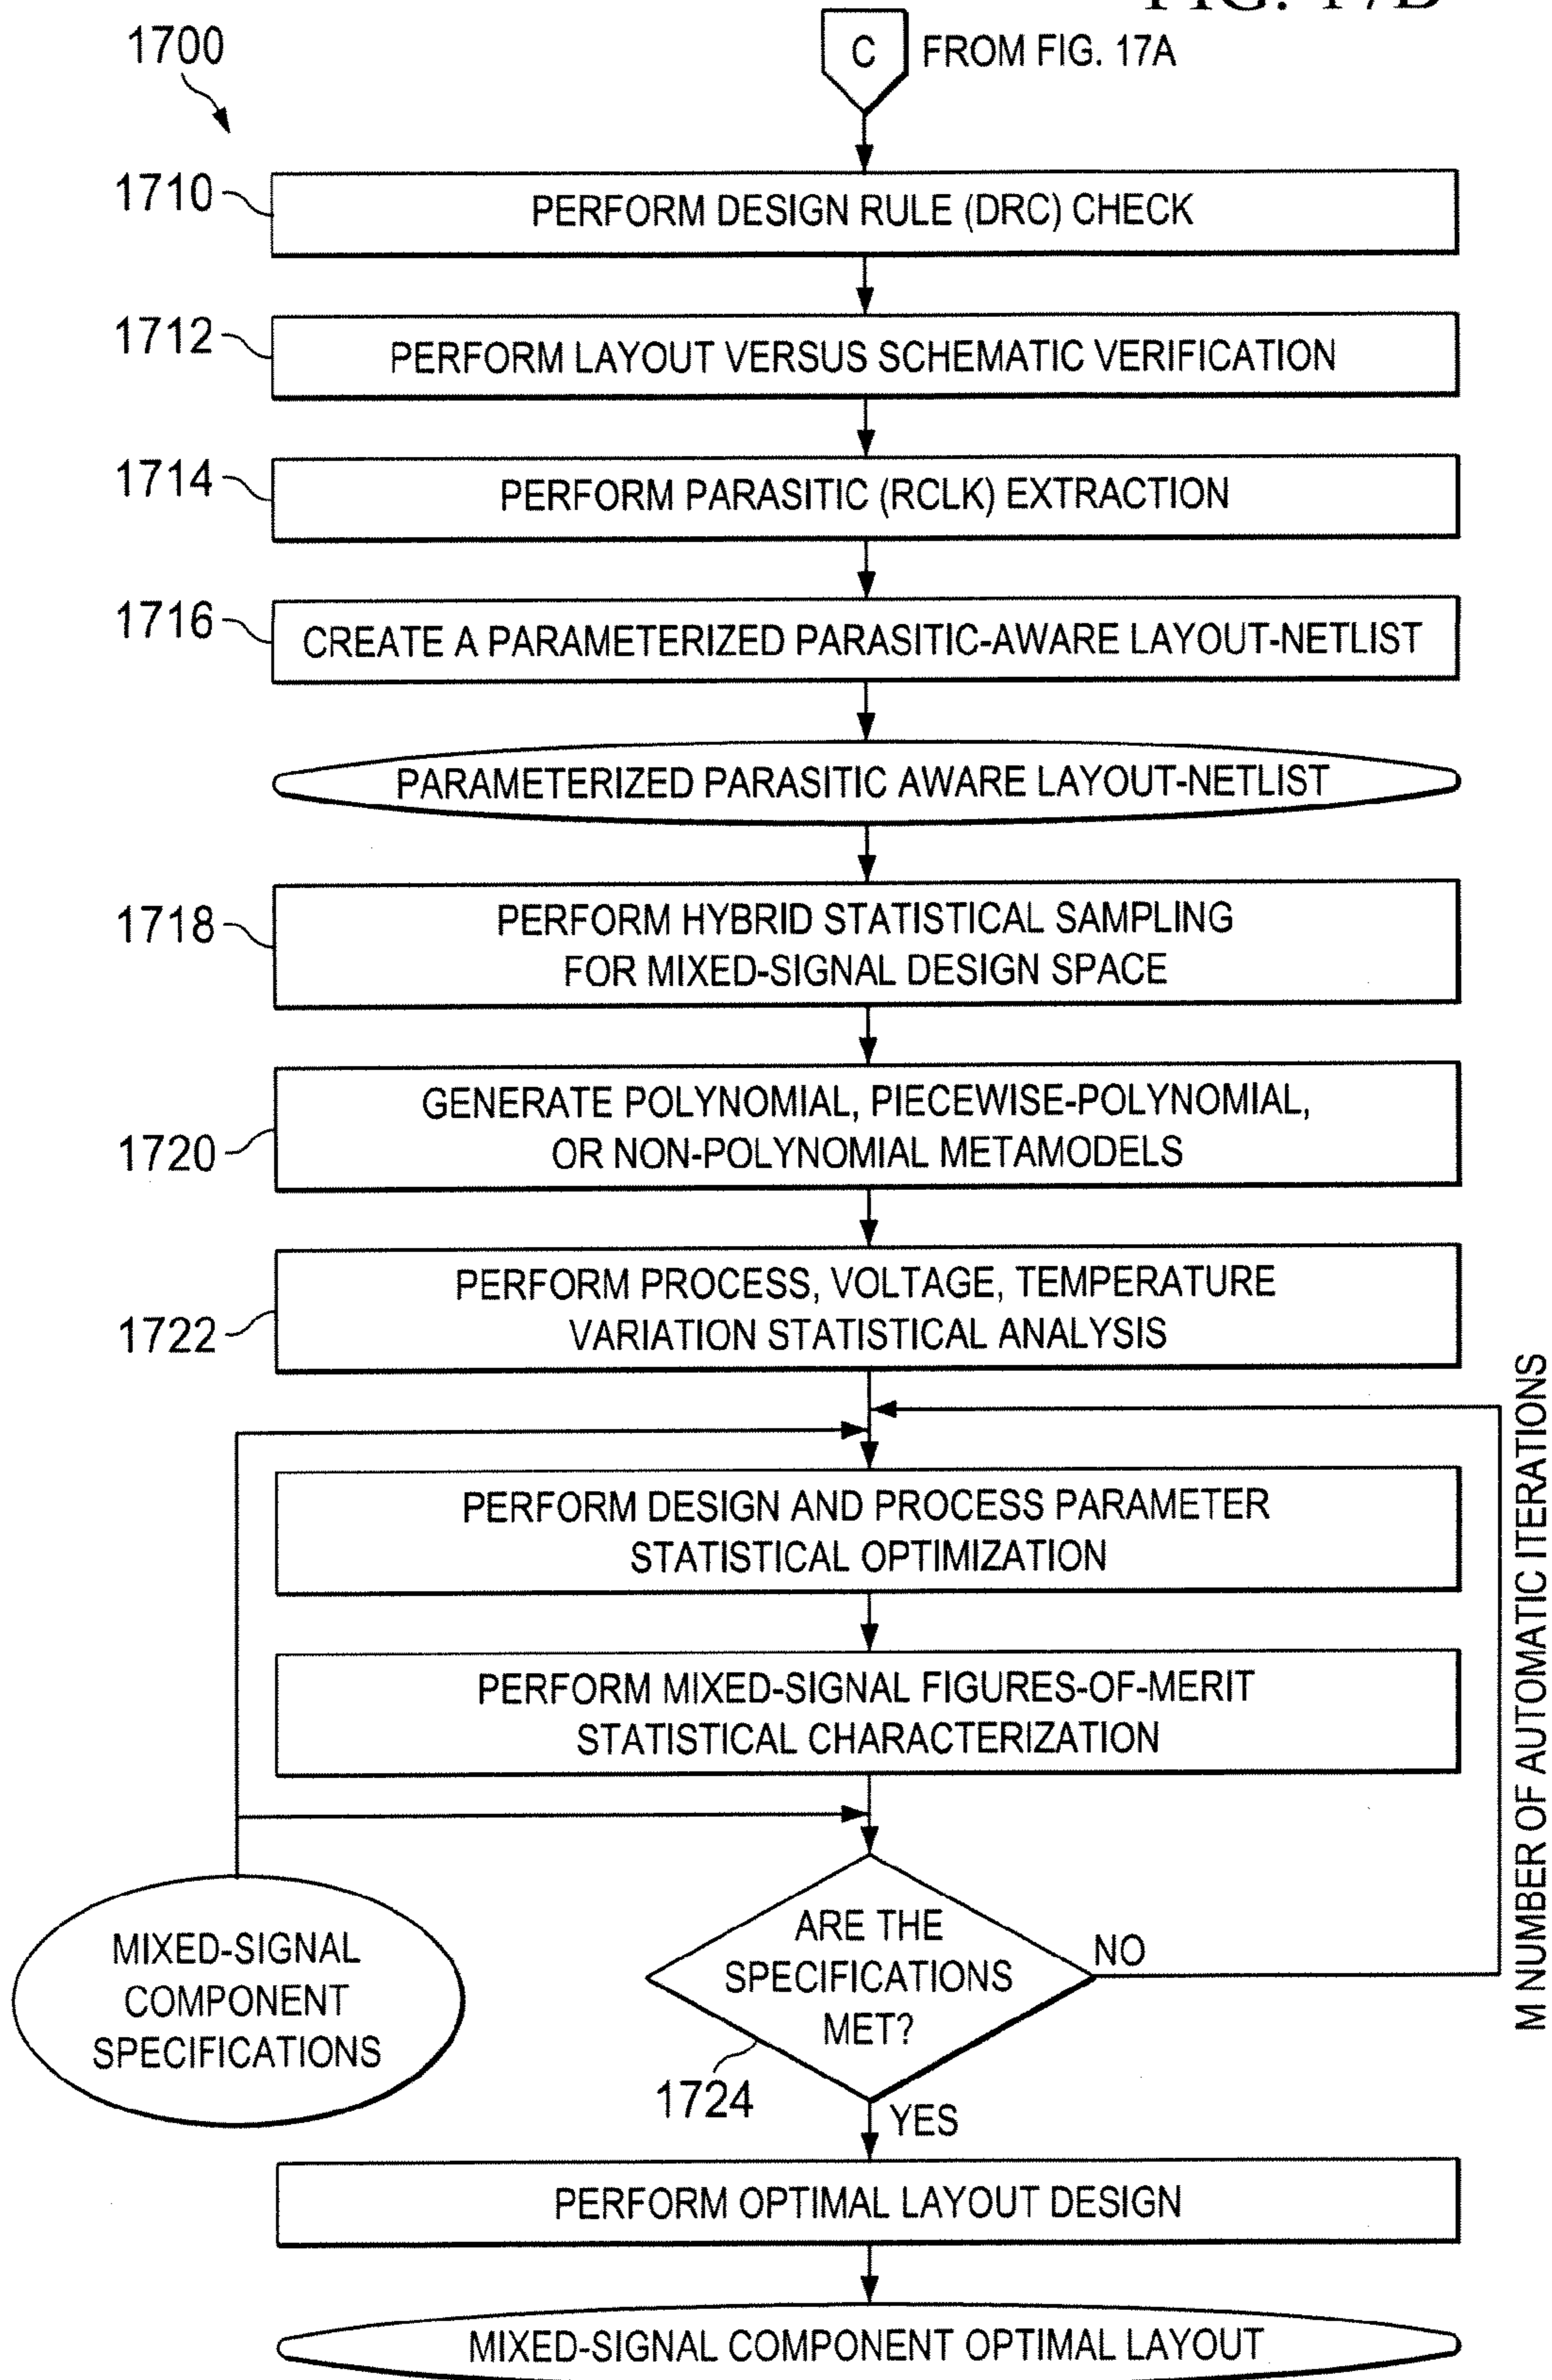 FIG. 17B
1700
C
FROM FIG. 17A
1710
PERFORM DESIGN RULE (DRC) CHECK
1712
PERFORM LAYOUT VERSUS SCHEMATIC VERIFICATION
1714
PERFORM PARASITIC (RCLK) EXTRACTION
1716
CREATE A PARAMETERIZED PARASITIC-AWARE LAYOUT-NETLIST
PARAMETERIZED PARASITIC AWARE LAYOUT-NETLIST
1718
PERFORM HYBRID STATISTICAL SAMPLING
FOR MIXED-SIGNAL DESIGN SPACE
1720
GENERATE POLYNOMIAL, PIECEWISE-POLYNOMIAL,
OR NON-POLYNOMIAL METAMODELS
1722
PERFORM PROCESS, VOLTAGE, TEMPERATURE
VARIATION STATISTICAL ANALYSIS
PERFORM DESIGN AND PROCESS PARAMETER
STATISTICAL OPTIMIZATION
PERFORM MIXED-SIGNAL FIGURES-OF-MERIT
STATISTICAL CHARACTERIZATION
M NUMBER OF AUTOMATIC ITERATIONS
MIXED-SIGNAL
COMPONENT
SPECIFICATIONS
ARE THE
SPECIFICATIONS
MET?
NO
1724
YES
PERFORM OPTIMAL LAYOUT DESIGN
MIXED-SIGNAL COMPONENT OPTIMAL LAYOUT